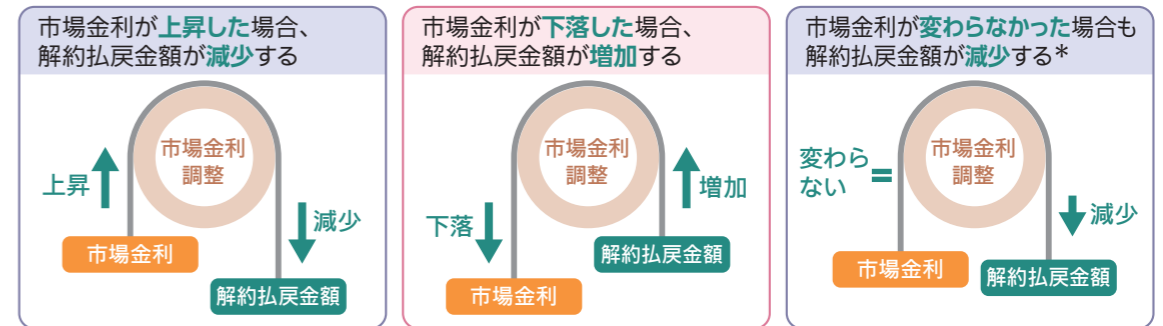 市場金利が上昇した場合、
解約払戻金額が減少する
市場金利
調整
上昇
減少
市場金利
解約払戻金額
市場金利が下落した場合、
解約払戻金額が増加する
市場金利
調整
下落
増加
解約払戻金額
市場金利
市場金利が変わらなかった場合も
解約払戻金額が減少する*
市場金利
調整
変わら
ない
=
減少
市場金利
解約払戻金額